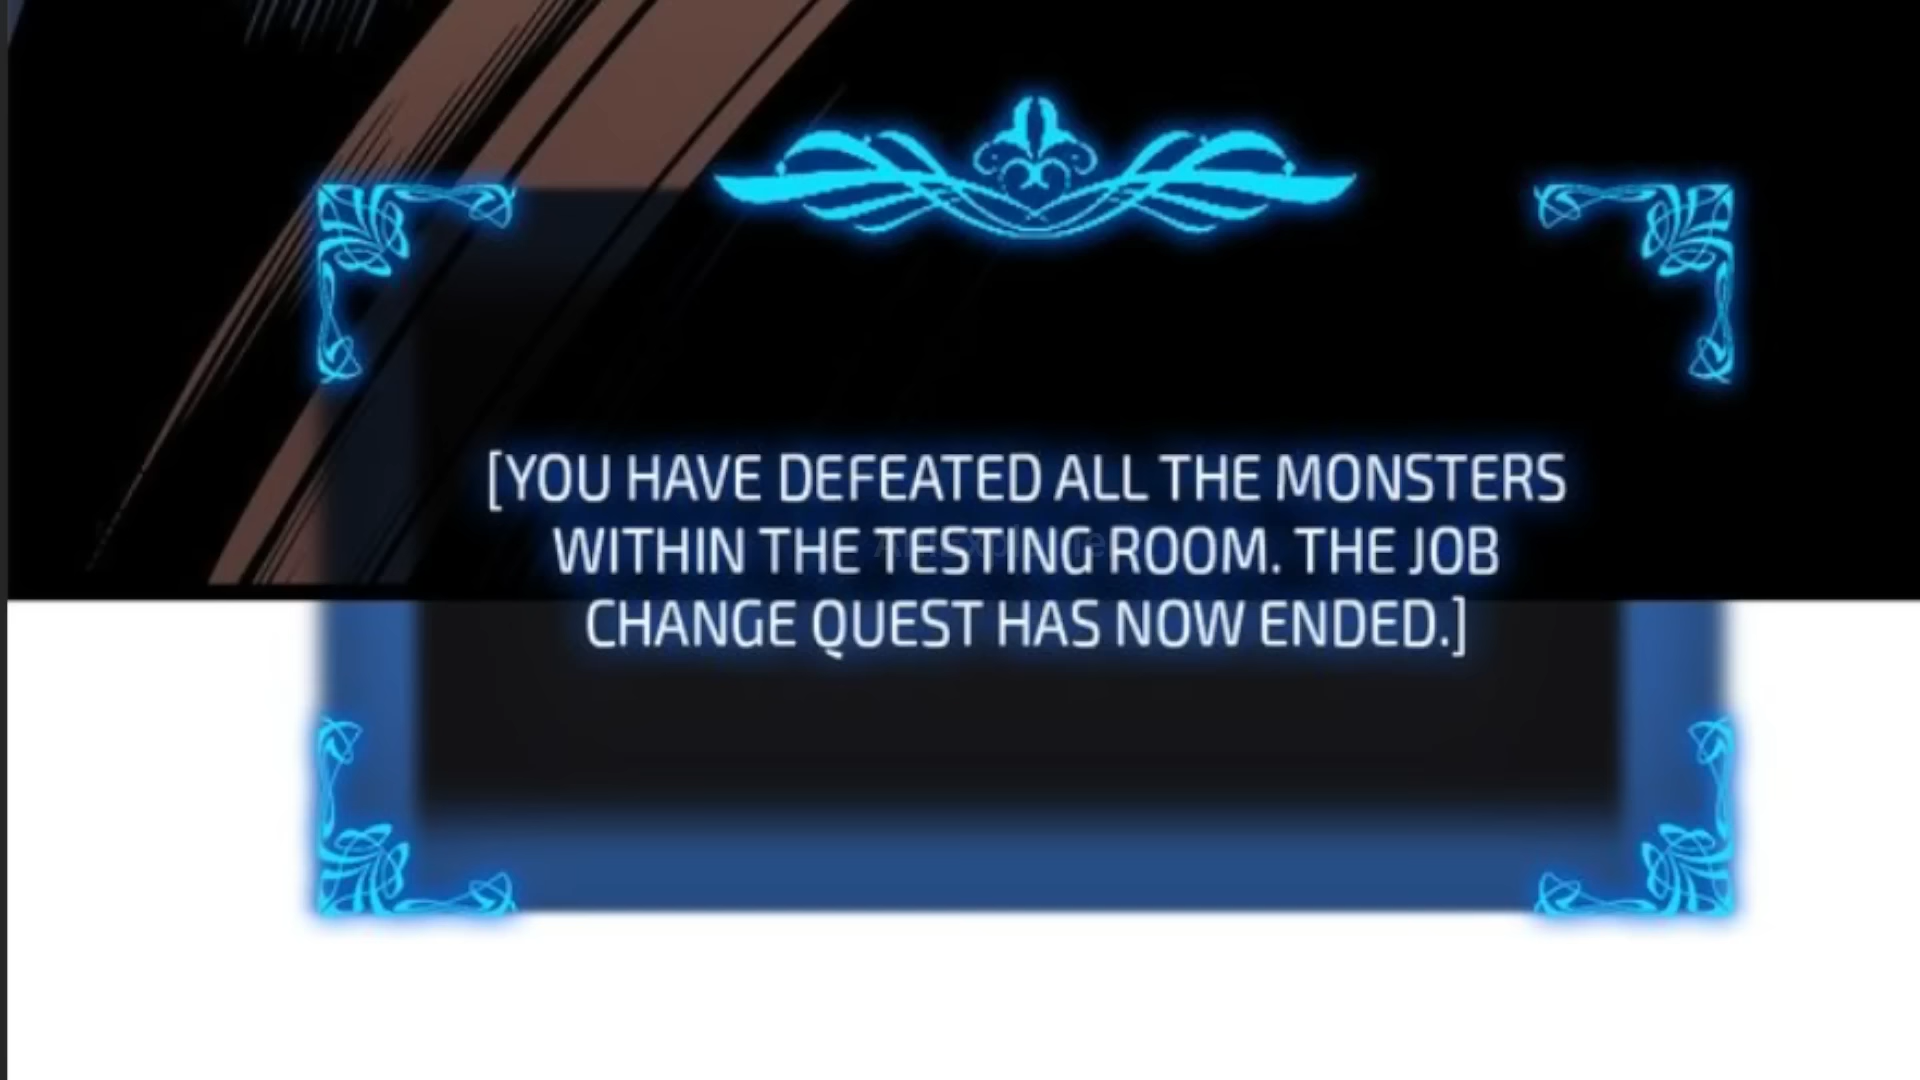 [YOU HAVE DEFEATED ALL THE MONSTERS
WITHIN THE TESTING ROOM. THE JOB
CHANGE QUEST HAS NOW ENDED.]